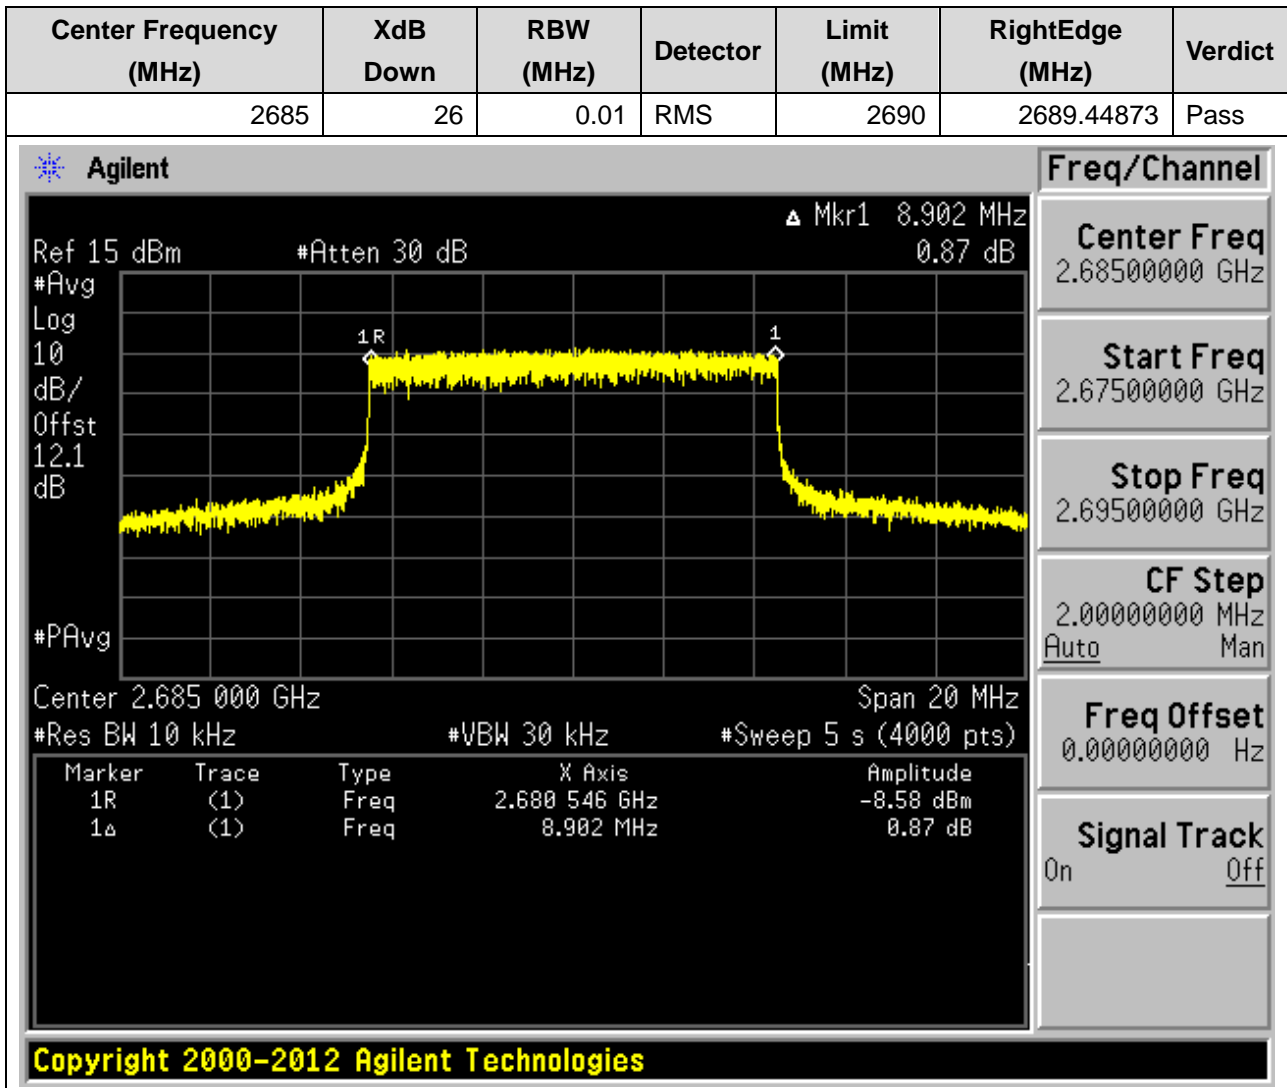 Center Frequency (MHz) XdB Down RBW (MHz) Detector Limit (MHz) RightEdge (MHz) Verdict
2685 26 0.01 RMS 2690 2689.44873 Pass
Agilent
Freq/Channel
Δ Mkr1 8.902 MHz
Ref 15 dBm #Atten 30 dB 0.87 dB
#Avg
Log
10
dB/
Offst
12.1
dB
1R
1
#PAvg
Center 2.685 000 GHz Span 20 MHz
#Res BW 10 kHz #VBW 30 kHz #Sweep 5 s (4000 pts)
Marker Trace Type X Axis Amplitude
1R (1) Freq 2.680 546 GHz -8.58 dBm
1Δ (1) Freq 8.902 MHz 0.87 dB
Center Freq
2.68500000 GHz
Start Freq
2.67500000 GHz
Stop Freq
2.69500000 GHz
CF Step
2.00000000 MHz
Auto Man
Freq Offset
0.00000000 Hz
Signal Track
On Off
Copyright 2000-2012 Agilent Technologies